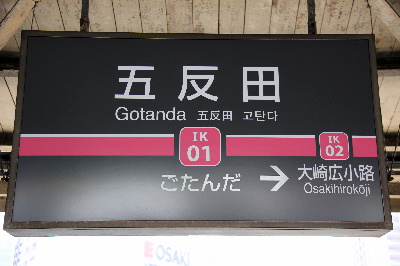 五反田
Gotanda 五反田 고탄다
IK
01
IK
02
ごたんだ
→ 大崎広小路
Osakihirokōji
OSAKI